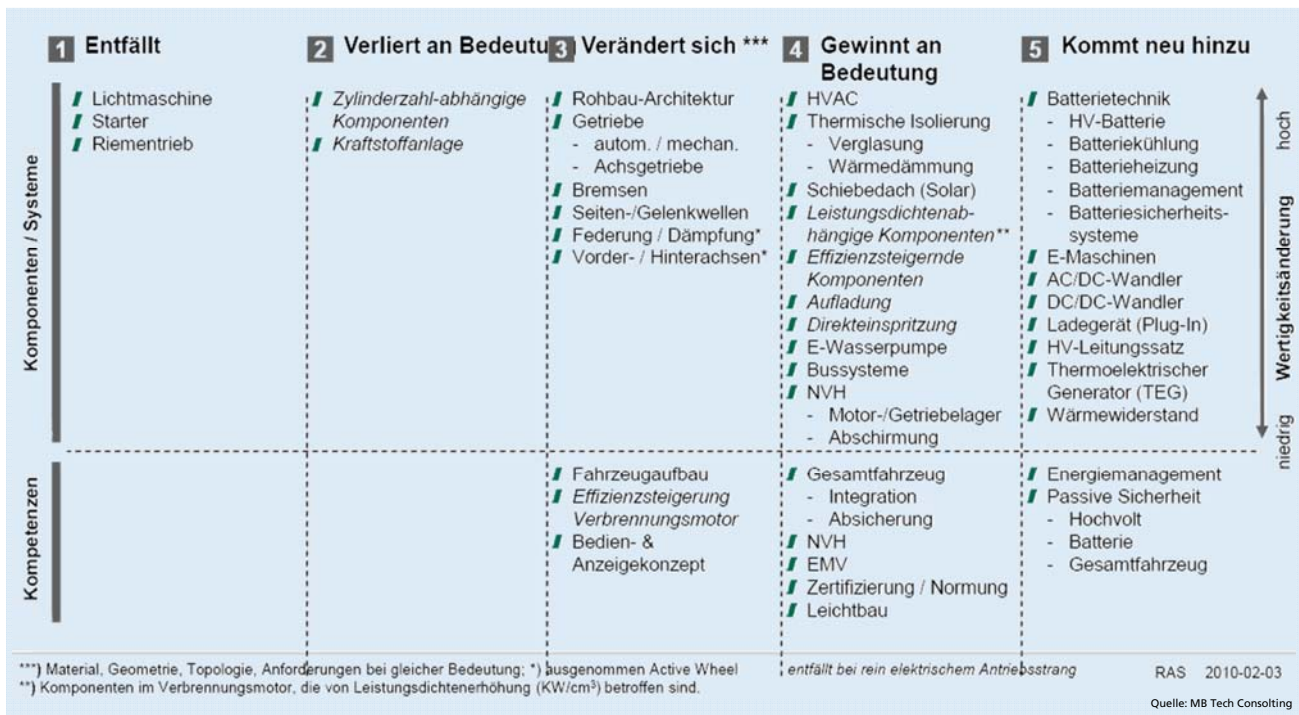 1 Entfällt
2 Verliert an Bedeutun
3 Verändert sich ***
4 Gewinnt an
Bedeutung
5 Kommt neu hinzu
Komponenten / Systeme
Lichtmaschine
Starter
Riementrieb
Zylinderzahl-abhängige
Komponenten
Kraftstoffanlage
Rohbau-Architektur
Getriebe
- autom. / mechan.
- Achsgetriebe
Bremsen
Seiten-/Gelenkwellen
Federung / Dämpfung*
Vorder- / Hinterachsen*
HVAC
Thermische Isolierung
- Verglasung
- Wärmedämmung
Schiebedach (Solar)
Leistungsdichtenab-
hängige Komponenten**
Effizienzsteigernde
Komponenten
Aufladung
Direkteinspritzung
E-Wasserpumpe
Bussysteme
NVH
- Motor-/Getriebelager
- Abschirmung
Batterietechnik
- HV-Batterie
- Batteriekühlung
- Batterieheizung
- Batteriemanagement
- Batteriesicherheits-
systeme
E-Maschinen
AC/DC-Wandler
DC/DC-Wandler
Ladegerät (Plug-In)
HV-Leitungssatz
Thermoelektrischer
Generator (TEG)
Wärmewiderstand
hoch
Wertigkeitsänderung
niedrig
Kompetenzen
Fahrzeugaufbau
Effizienzsteigerung
Verbrennungsmotor
Bedien- &
Anzeigekonzept
Gesamtfahrzeug
- Integration
- Absicherung
NVH
EMV
Zertifizierung / Normung
Leichtbau
Energiemanagement
Passive Sicherheit
- Hochvolt
- Batterie
- Gesamtfahrzeug
***) Material, Geometrie, Topologie, Anforderungen bei gleicher Bedeutung; *) ausgenommen Active Wheel
**) Komponenten im Verbrennungsmotor, die von Leistungsdichtenerhöhung (KW/cm³) betroffen sind.
entfällt bei rein elektrischem Antriebsstrang
RAS 2010-02-03
Quelle: MB Tech Consolting